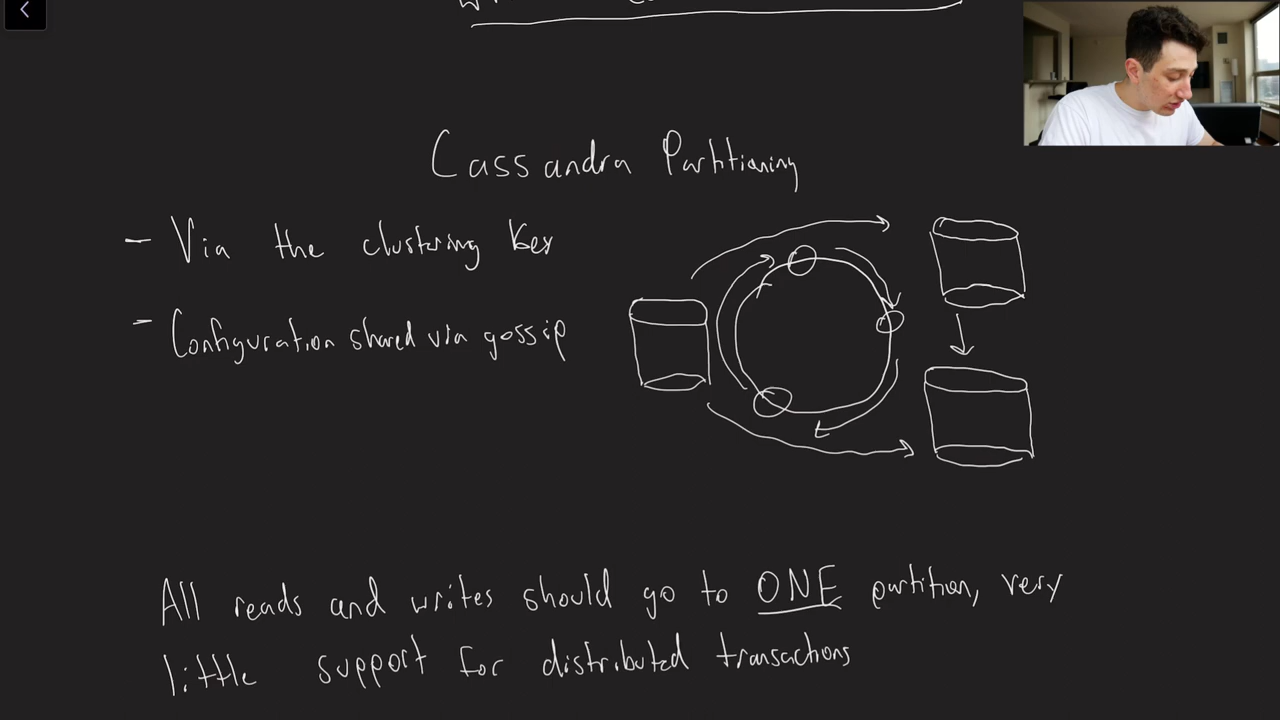 Cassandra Partitioning
- Via the clustering key
- Configuration shared via gossip
All reads and writes should go to ONE partition, very
little support for distributed transactions